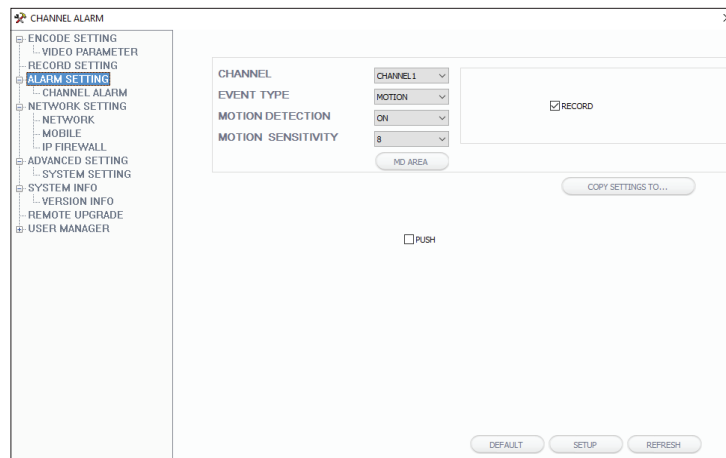 CHANNEL ALARM
ENCODE SETTING
VIDEO PARAMETER
RECORD SETTING
ALARM SETTING
CHANNEL ALARM
NETWORK SETTING
NETWORK
MOBILE
IP FIREWALL
ADVANCED SETTING
SYSTEM SETTING
SYSTEM INFO
VERSION INFO
REMOTE UPGRADE
USER MANAGER
CHANNEL CHANNEL1
EVENT TYPE MOTION
MOTION DETECTION ON
MOTION SENSITIVITY 8
MD AREA
RECORD
COPY SETTINGS TO...
PUSH
DEFAULT SETUP REFRESH